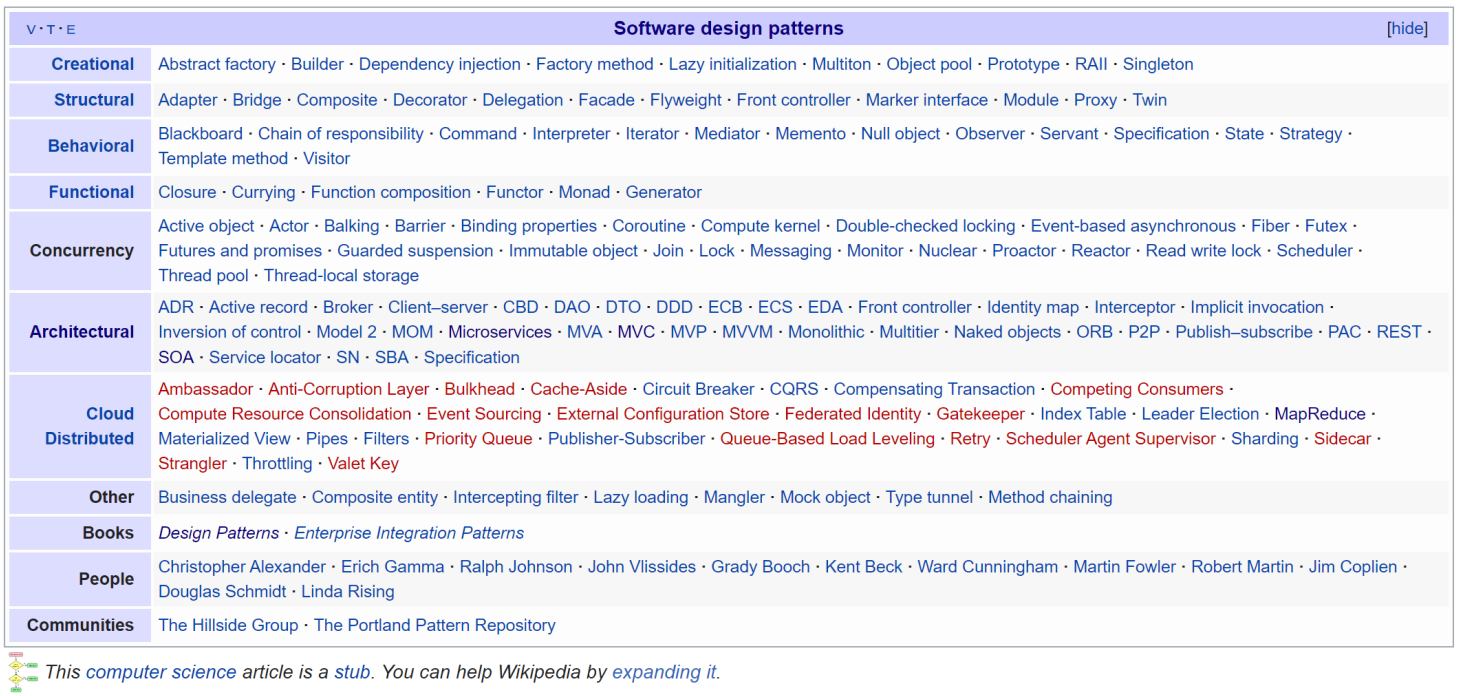 V · T · E Software design patterns [hide]
Creational Abstract factory · Builder · Dependency injection · Factory method · Lazy initialization · Multiton · Object pool · Prototype · RAII · Singleton
Structural Adapter · Bridge · Composite · Decorator · Delegation · Facade · Flyweight · Front controller · Marker interface · Module · Proxy · Twin
Behavioral Blackboard · Chain of responsibility · Command · Interpreter · Iterator · Mediator · Memento · Null object · Observer · Servant · Specification · State · Strategy ·
Template method · Visitor
Functional Closure · Currying · Function composition · Functor · Monad · Generator
Concurrency Active object · Actor · Balking · Barrier · Binding properties · Coroutine · Compute kernel · Double-checked locking · Event-based asynchronous · Fiber · Futex ·
Futures and promises · Guarded suspension · Immutable object · Join · Lock · Messaging · Monitor · Nuclear · Proactor · Reactor · Read write lock · Scheduler ·
Thread pool · Thread-local storage
Architectural ADR · Active record · Broker · Client–server · CBD · DAO · DTO · DDD · ECB · ECS · EDA · Front controller · Identity map · Interceptor · Implicit invocation ·
Inversion of control · Model 2 · MOM · Microservices · MVA · MVC · MVP · MVVM · Monolithic · Multitier · Naked objects · ORB · P2P · Publish–subscribe · PAC · REST ·
SOA · Service locator · SN · SBA · Specification
Cloud Distributed Ambassador · Anti-Corruption Layer · Bulkhead · Cache-Aside · Circuit Breaker · CQRS · Compensating Transaction · Competing Consumers ·
Compute Resource Consolidation · Event Sourcing · External Configuration Store · Federated Identity · Gatekeeper · Index Table · Leader Election · MapReduce ·
Materialized View · Pipes · Filters · Priority Queue · Publisher-Subscriber · Queue-Based Load Leveling · Retry · Scheduler Agent Supervisor · Sharding · Sidecar ·
Strangler · Throttling · Valet Key
Other Business delegate · Composite entity · Intercepting filter · Lazy loading · Mangler · Mock object · Type tunnel · Method chaining
Books Design Patterns · Enterprise Integration Patterns
People Christopher Alexander · Erich Gamma · Ralph Johnson · John Vlissides · Grady Booch · Kent Beck · Ward Cunningham · Martin Fowler · Robert Martin · Jim Coplien ·
Douglas Schmidt · Linda Rising
Communities The Hillside Group · The Portland Pattern Repository
This computer science article is a stub. You can help Wikipedia by expanding it.